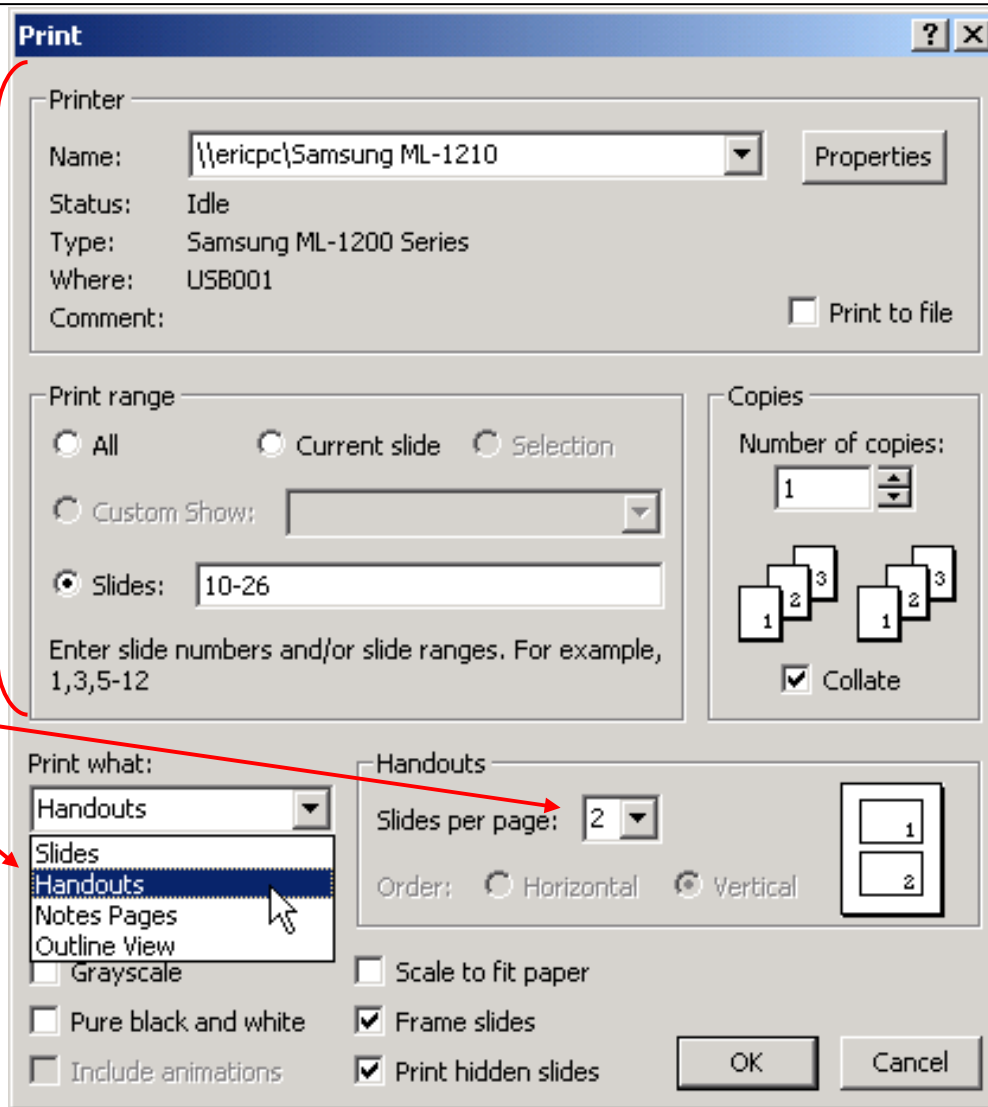 Print
Printer
Name: \\ericpc\Samsung ML-1210 Properties
Status: Idle
Type: Samsung ML-1200 Series
Where: USB001
Comment: Print to file
Print range
All Current slide Selection
Custom Show:
Slides: 10-26
Enter slide numbers and/or slide ranges. For example,
1,3,5-12
Copies
Number of copies:
1
1 2 3 1 2 3
Collate
Print what:
Handouts
Slides
Handouts
Notes Pages
Outline View
Handouts
Slides per page: 2
Order: Horizontal Vertical
1
2
Grayscale Scale to fit paper
Pure black and white Frame slides
Include animations Print hidden slides
OK Cancel